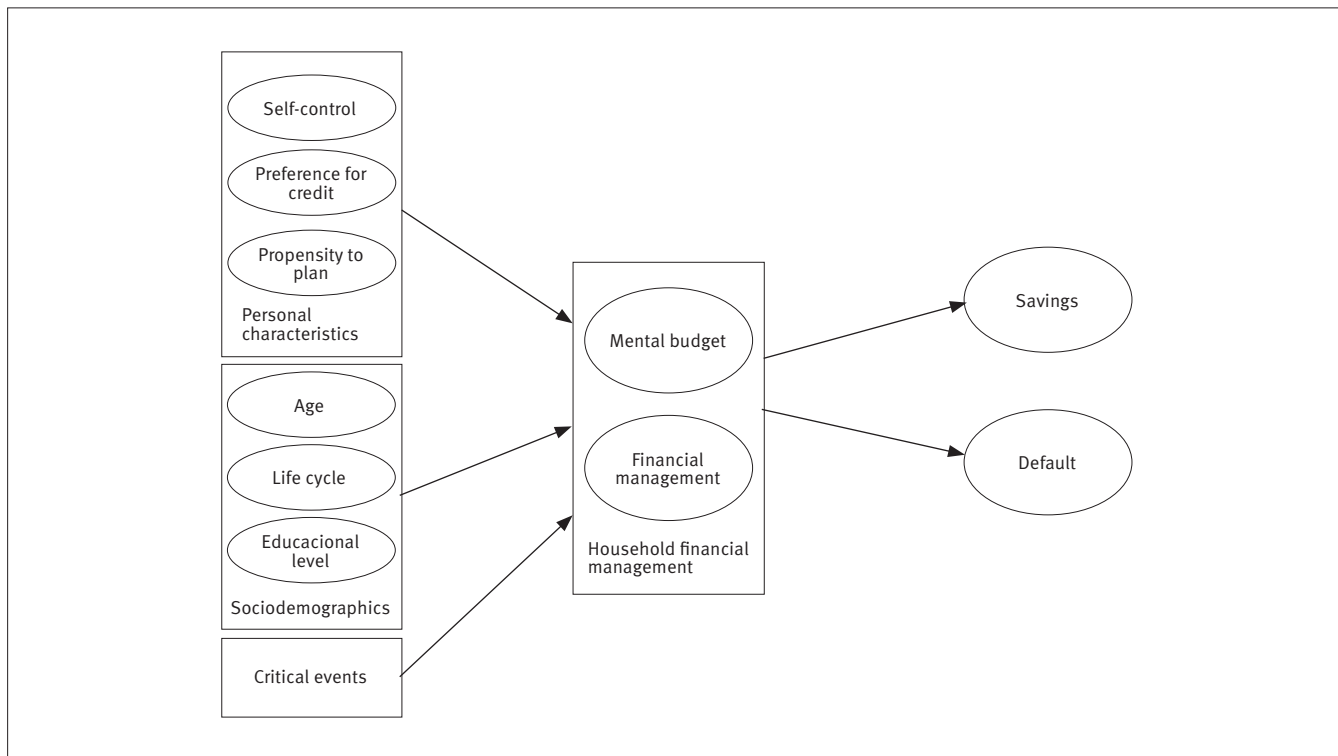 Self-control
Preference for
credit
Propensity to
plan
Personal
characteristics
Age
Life cycle
Educacional
level
Sociodemographics
Critical events
Mental budget
Financial
management
Household financial
management
Savings
Default